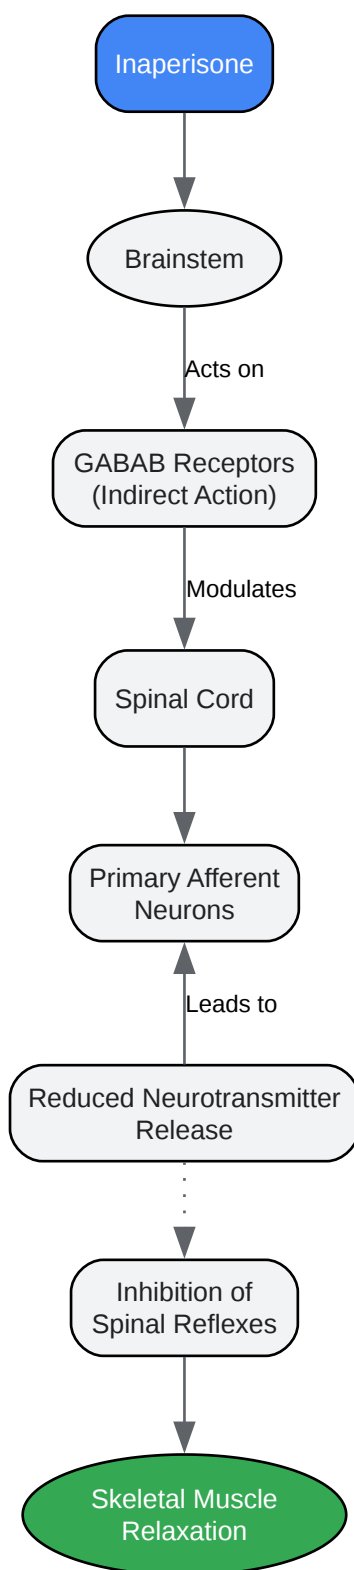 Inaperisone
Brainstem
Acts on
GABAB Receptors
(Indirect Action)
Modulates
Spinal Cord
Primary Afferent
Neurons
Leads to
Reduced Neurotransmitter
Release
Inhibition of
Spinal Reflexes
Skeletal Muscle
Relaxation